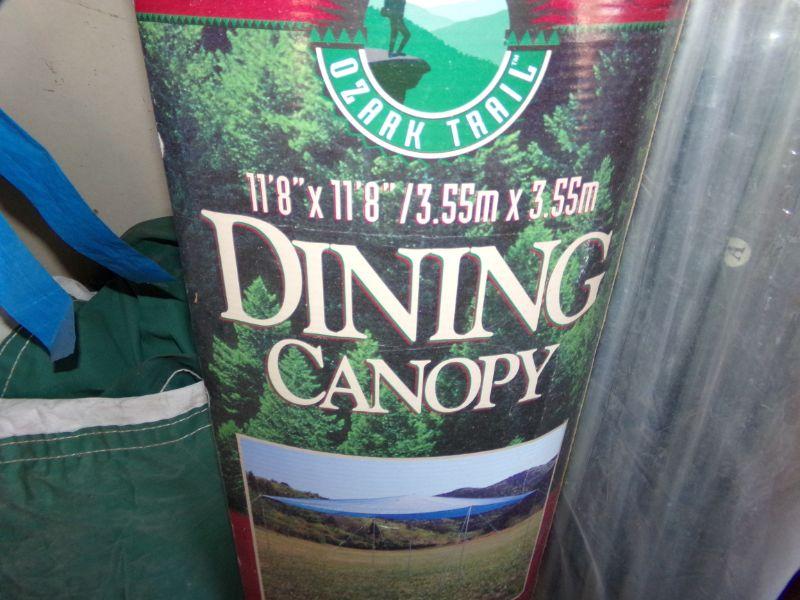 OZARK TRAIL™
11'8" x 11'8" / 3.55m x 3.55m
DINING
CANOPY